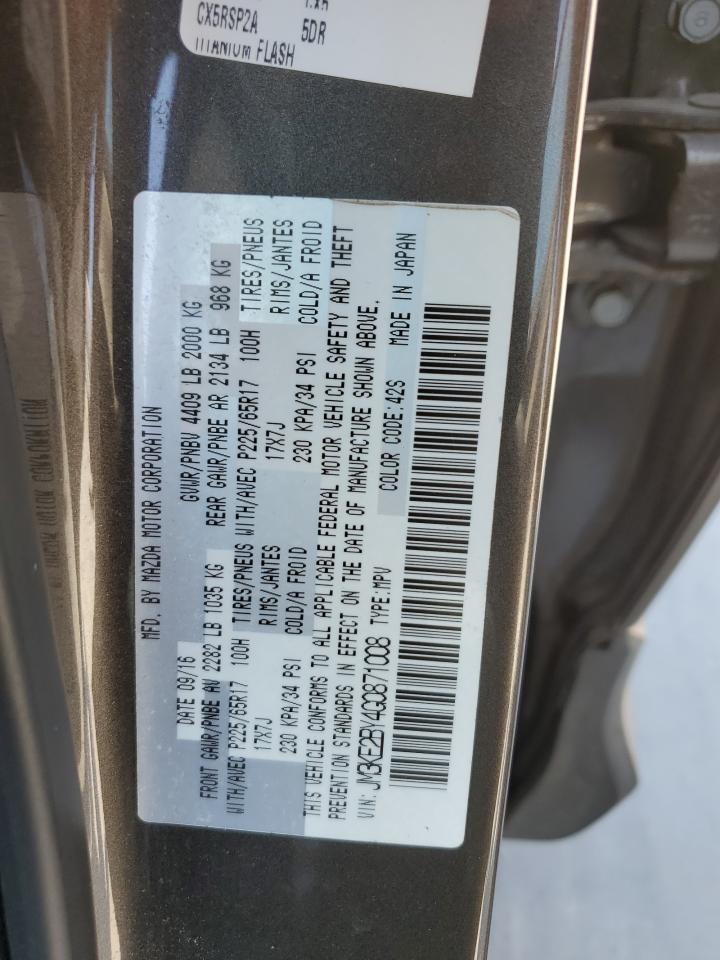 CX5RSP2A 5DR
TITANIUM FLASH
MFD. BY MAZDA MOTOR CORPORATION
DATE 09/16 GVWR/PNBV 4409 LB 2000 KG
FRONT GAWR/PNBE AV 2282 LB 1035 KG REAR GAWR/PNBE AR 2134 LB 968 KG
WITH/AVEC P225/65R17 100H TIRES/PNEUS WITH/AVEC P225/65R17 100H TIRES/PNEUS
17X7J RIMS/JANTES 17X7J RIMS/JANTES
230 KPA/34 PSI COLD/A FROID 230 KPA/34 PSI COLD/A FROID
THIS VEHICLE CONFORMS TO ALL APPLICABLE FEDERAL MOTOR VEHICLE SAFETY AND THEFT
PREVENTION STANDARDS IN EFFECT ON THE DATE OF MANUFACTURE SHOWN ABOVE.
VIN: JM3KE2BY4G0871008 TYPE:MPV COLOR CODE:42S MADE IN JAPAN